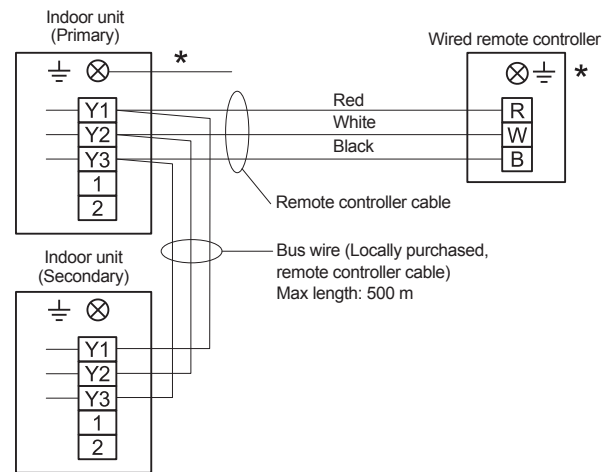 Indoor unit
(Primary)
*
Y1
Y2
Y3
1
2
Wired remote controller
*
R
W
B
Red
White
Black
Remote controller cable
Bus wire (Locally purchased,
remote controller cable)
Max length: 500 m
Indoor unit
(Secondary)
Y1
Y2
Y3
1
2